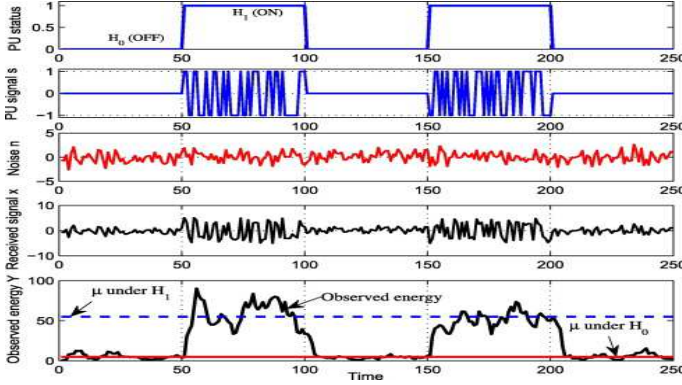 PU status
1
0.5
0
H0 (OFF)
H1 (ON)
0 50 100 150 200 250
PU signal s
1
0
−1
0 50 100 150 200 250
Noise n
5
0
−5
0 50 100 150 200 250
Received signal x
10
0
−10
0 50 100 150 200 250
Observed energy Y
100
50
0
μ under H1
Observed energy
μ under H0
0 50 100 150 200 250
Time